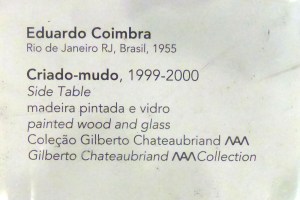 Eduardo Coimbra
Rio de Janeiro RJ, Brasil, 1955
Criado-mudo, 1999-2000
Side Table
madeira pintada e vidro
painted wood and glass
Coleção Gilberto Chateaubriand MAM
Gilberto Chateaubriand MAM Collection